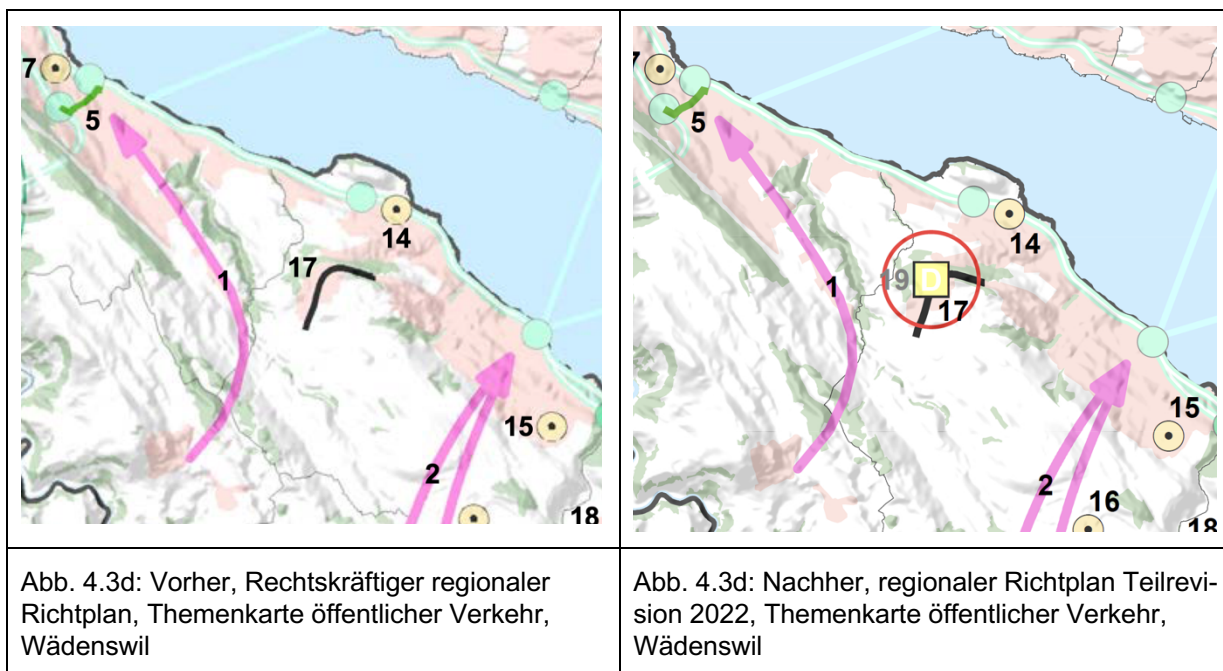 7
5
1
17
14
2
15
18
7
5
1
19 D
17
14
2
15
16
18
Abb. 4.3d: Vorher, Rechtskräftiger regionaler
Richtplan, Themenkarte öffentlicher Verkehr,
Wädenswil
Abb. 4.3d: Nachher, regionaler Richtplan Teilrevi-
sion 2022, Themenkarte öffentlicher Verkehr,
Wädenswil